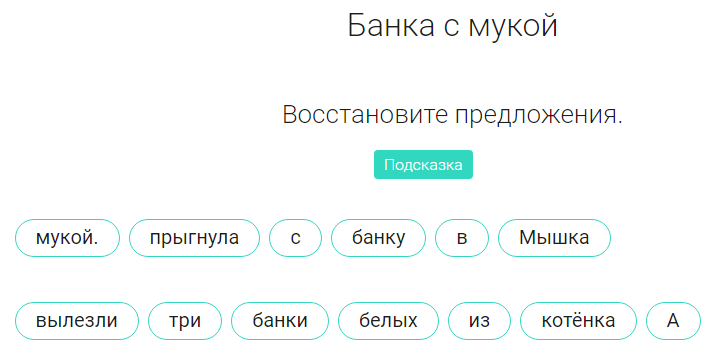 Банка с мукой
Восстановите предложения.
Подсказка
мукой. прыгнула с банку в Мышка
вылезли три банки белых из котёнка А